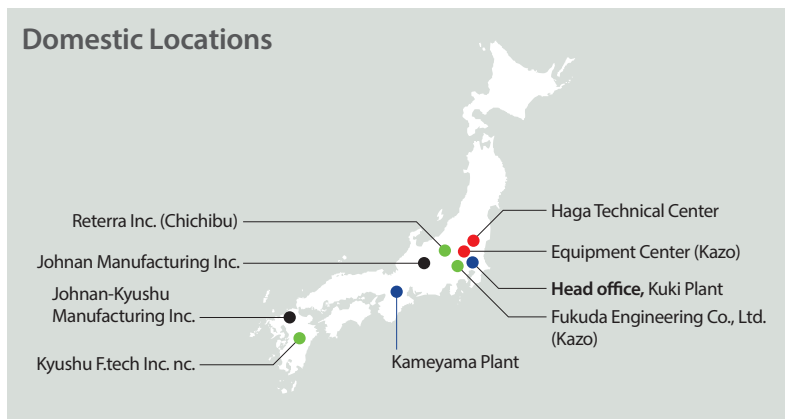 Domestic Locations
Reterra Inc. (Chichibu)
Johnan Manufacturing Inc.
Johnan-Kyushu
Manufacturing Inc.
Kyushu F.tech Inc. nc.
Kameyama Plant
Haga Technical Center
Equipment Center (Kazo)
Head office, Kuki Plant
Fukuda Engineering Co., Ltd.
(Kazo)